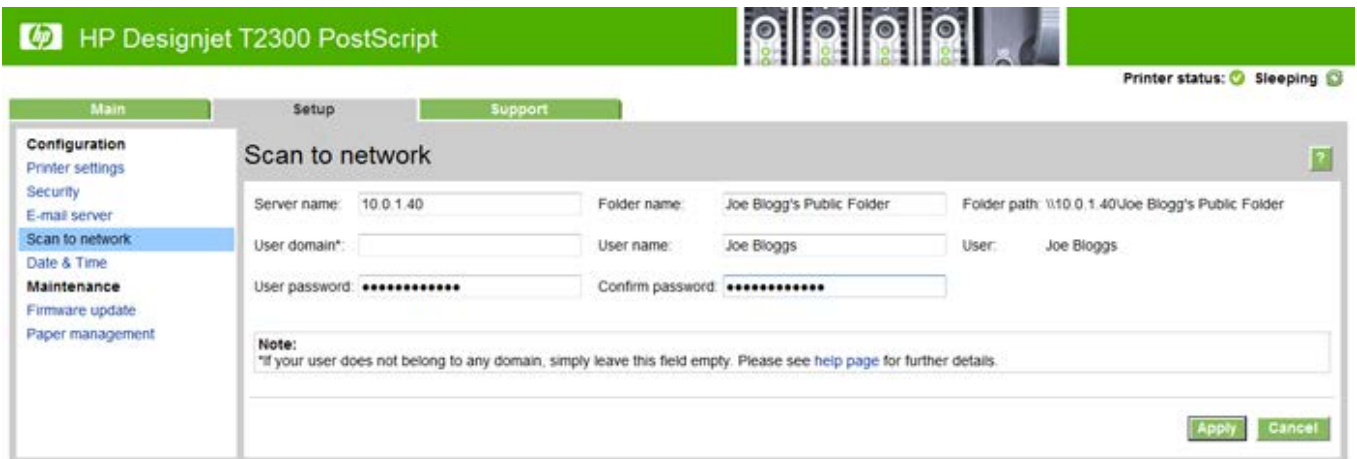 hp HP Designjet T2300 PostScript
Printer status: Sleeping
Main Setup Support
Configuration
Printer settings
Security
E-mail server
Scan to network
Date & Time
Maintenance
Firmware update
Paper management
Scan to network
?
Server name: 10.0.1.40 Folder name: Joe Blogg's Public Folder Folder path: \\10.0.1.40\Joe Blogg's Public Folder
User domain*: User name: Joe Bloggs User: Joe Bloggs
User password: •••••••••••• Confirm password: ••••••••••••
Note:
*If your user does not belong to any domain, simply leave this field empty. Please see help page for further details.
Apply Cancel